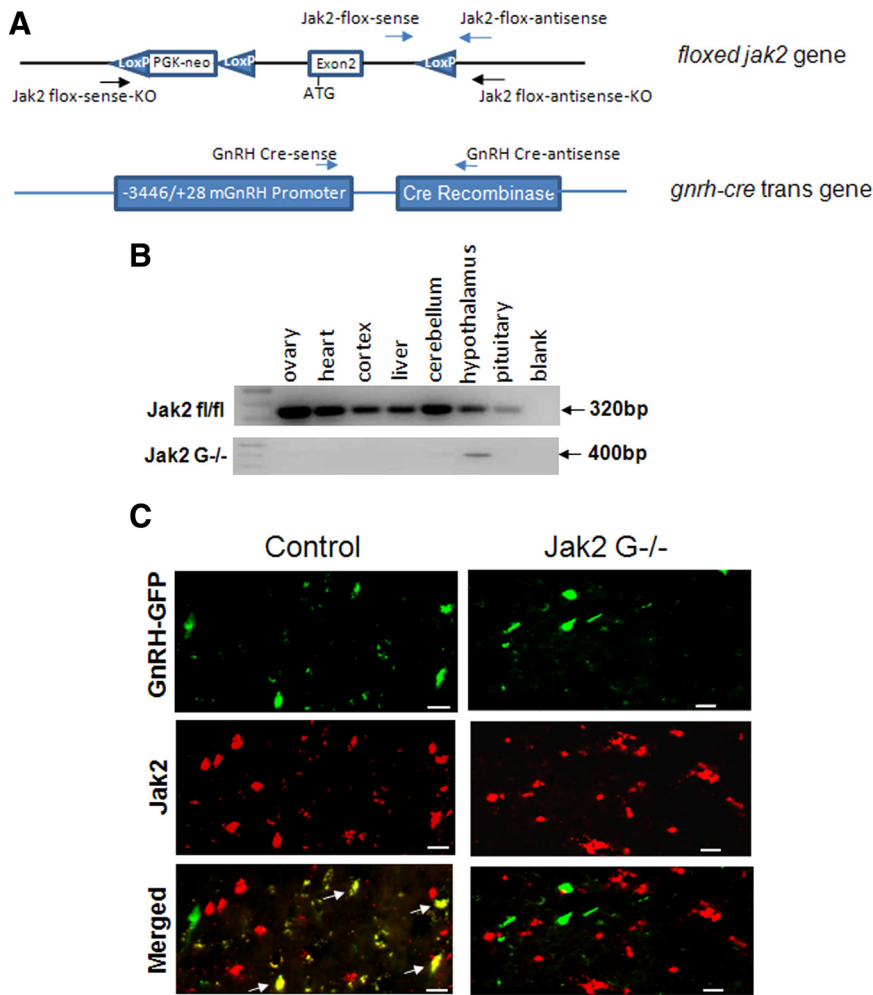 A
Jak2-flox-sense
Jak2-flox-antisense
LoxP
PGK-neo
LoxP
Exon2
LoxP
floxed jak2 gene
ATG
Jak2 flox-sense-KO
Jak2 flox-antisense-KO
GnRH Cre-sense
GnRH Cre-antisense
-3446/+28 mGnRH Promoter
Cre Recombinase
gnrh-cre trans gene
B
ovary
heart
cortex
liver
cerebellum
hypothalamus
pituitary
blank
Jak2 fl/fl
320bp
Jak2 G-/-
400bp
C
Control
Jak2 G-/-
GnRH-GFP
Jak2
Merged